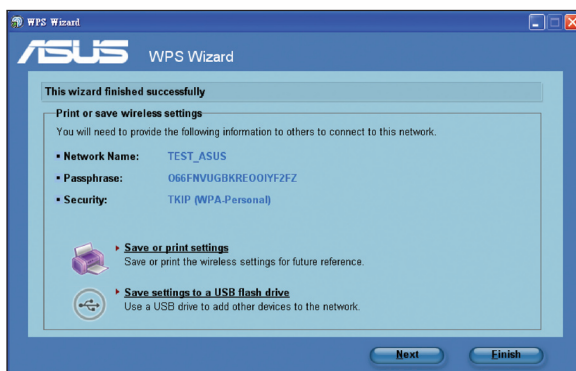 WPS Wizard
ASUS WPS Wizard
This wizard finished successfully
Print or save wireless settings
You will need to provide the following information to others to connect to this network.
Network Name: TEST_ASUS
Passphrase: O66FNVUGBKREOOIYF2FZ
Security: TKIP (WPA-Personal)
Save or print settings
Save or print the wireless settings for future reference.
Save settings to a USB flash drive
Use a USB drive to add other devices to the network.
Next Finish